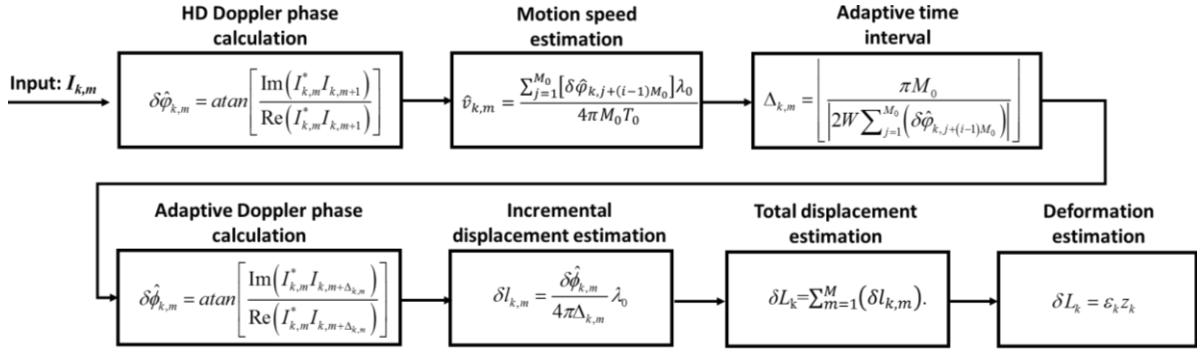 HD Doppler phase
calculation
Motion speed
estimation
Adaptive time
interval
Input: I_{k,m}
δφ̂_{k,m} = atan[Im(I*_{k,m} I_{k,m+1}) / Re(I*_{k,m} I_{k,m+1})]
v̂_{k,m} = ∑_{j=1}^{M_0}[δφ̂_{k,j+(i−1)M_0}]λ_0 / 4πM_0T_0
Δ_{k,m} = ⌊πM_0 / |2W ∑_{j=1}^{M_0}(δφ̂_{k,j+(i−1)M_0})|⌋
Adaptive Doppler phase
calculation
Incremental
displacement estimation
Total displacement
estimation
Deformation
estimation
δϕ̂_{k,m} = atan[Im(I*_{k,m} I_{k,m+Δ_{k,m}}) / Re(I*_{k,m} I_{k,m+Δ_{k,m}})]
δl_{k,m} = δϕ̂_{k,m} / 4πΔ_{k,m} λ_0
δL_k=∑_{m=1}^{M}(δl_{k,m}).
δL_k = ε_k z_k